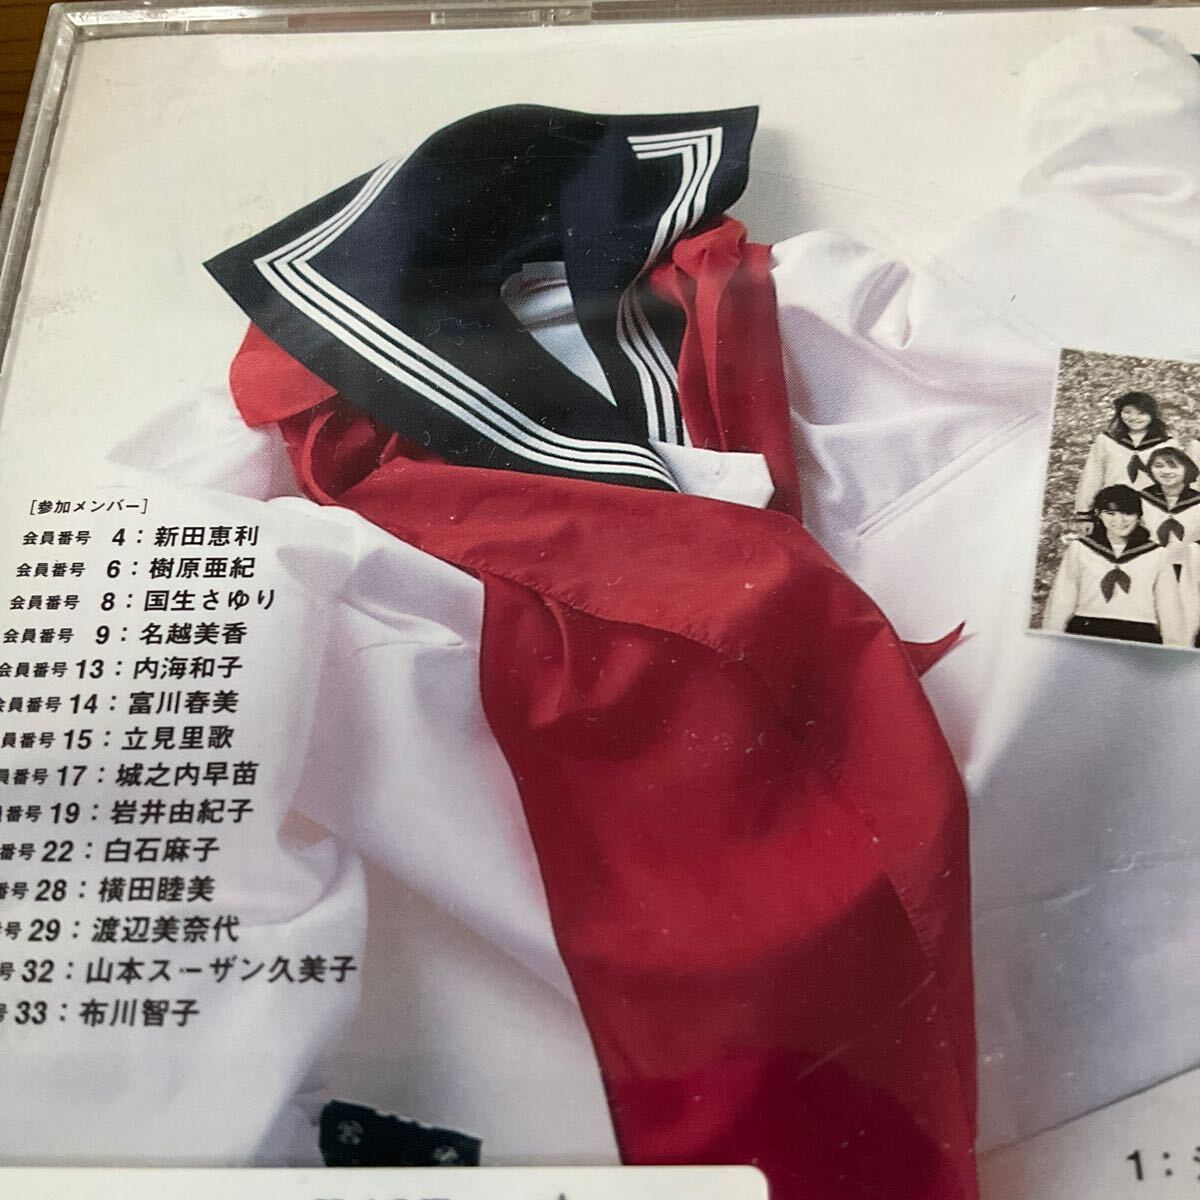 ［参加メンバー］
会員番号 4：新田恵利
会員番号 6：樹原亜紀
会員番号 8：国生さゆり
会員番号 9：名越美香
会員番号 13：内海和子
会員番号 14：富川春美
員番号 15：立見里歌
員番号 17：城之内早苗
番号 19：岩井由紀子
番号 22：白石麻子
番号 28：横田睦美
号 29：渡辺美奈代
号 32：山本スーザン久美子
号 33：布川智子
1：